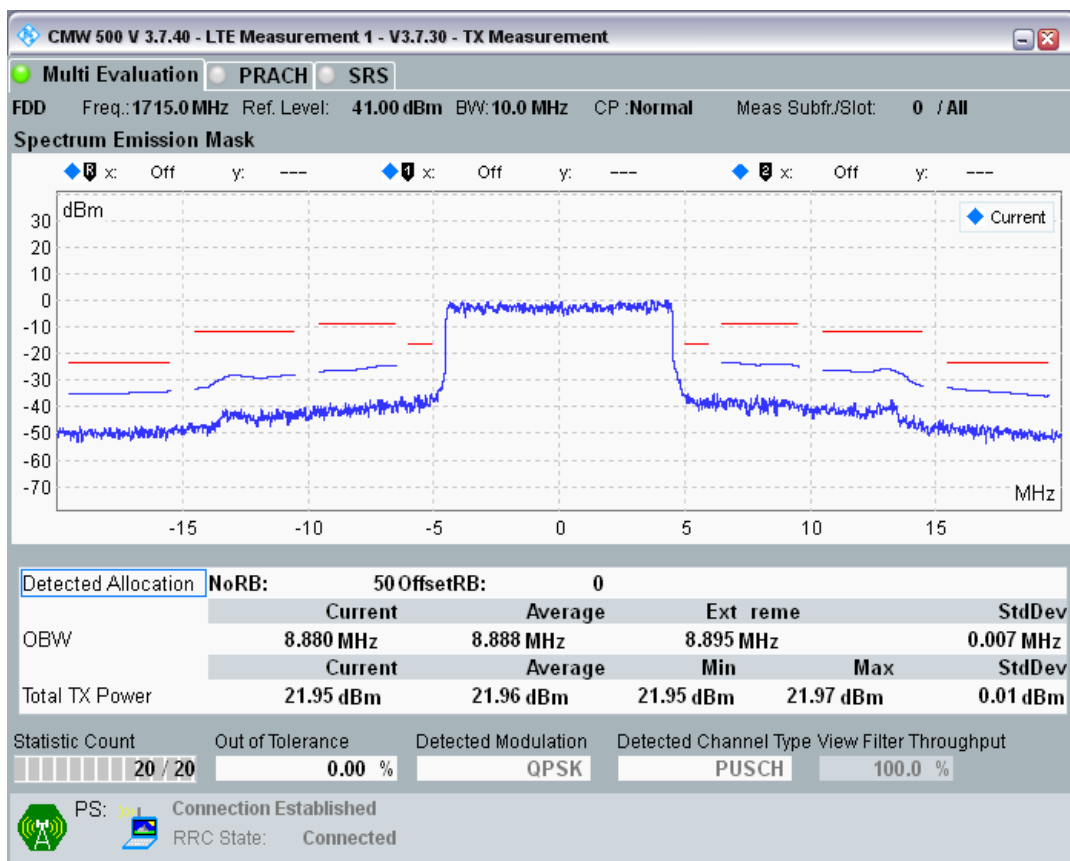 CMW 500 V 3.7.40 - LTE Measurement 1 - V3.7.30 - TX Measurement
Multi Evaluation PRACH SRS
FDD Freq.: 1715.0 MHz Ref. Level: 41.00 dBm BW: 10.0 MHz CP :Normal Meas Subfr./Slot: 0 / All
Spectrum Emission Mask
R x: Off y: --- 1 x: Off y: --- 2 x: Off y: ---
dBm
Current
30
20
10
0
-10
-20
-30
-40
-50
-60
-70
MHz
-15 -10 -5 0 5 10 15
Detected Allocation NoRB: 50 OffsetRB: 0
Current Average Ext reme StdDev
OBW 8.880 MHz 8.888 MHz 8.895 MHz 0.007 MHz
Current Average Min Max StdDev
Total TX Power 21.95 dBm 21.96 dBm 21.95 dBm 21.97 dBm 0.01 dBm
Statistic Count Out of Tolerance Detected Modulation Detected Channel Type View Filter Throughput
20 / 20 0.00 % QPSK PUSCH 100.0 %
PS: Connection Established
RRC State: Connected